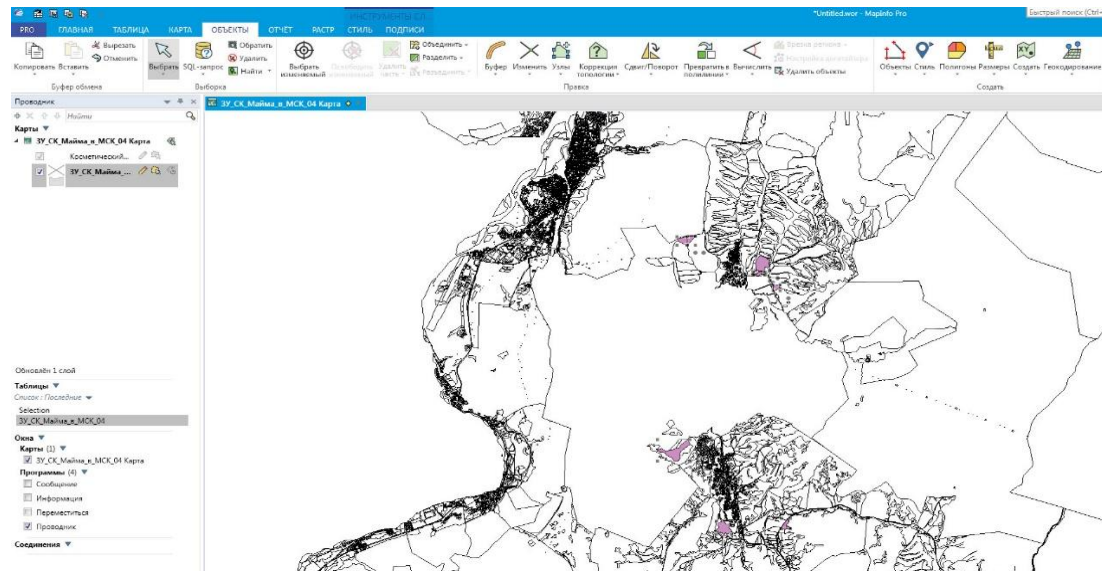 *Untitled.wor - MapInfo Pro
Быстрый поиск (Ctrl+
PRO ГЛАВНАЯ ТАБЛИЦА КАРТА ОБЪЕКТЫ ОТЧЁТ РАСТР СТИЛЬ ПОДПИСИ
Копировать Вставить Вырезать Отменить
Буфер обмена
Выбрать SQL-запрос Обратить Удалить Найти
Выборка
Выбрать изменяемый
Удалить часть
Объединить
Разделить
Буфер Изменить Узлы Коррекция топологии Сдвиг/Поворот Превратить в полилинии Вычислить
Удалить объекты
Правка
Объекты Стиль Полигоны Размеры Создать Геокодирование
Создать
Проводник
Найти
ЗУ_СК_Майма_в_МСК_04 Карта
Карты
ЗУ_СК_Майма_в_МСК_04 Карта
Косметический...
ЗУ_СК_Майма_...
Обновлён 1 слой
Таблицы
Список: Последние
Selection
ЗУ_СК_Майма_в_МСК_04
Окна
Карты (1)
ЗУ_СК_Майма_в_МСК_04 Карта
Программы (4)
Сообщение
Информация
Переместиться
Проводник
Соединения